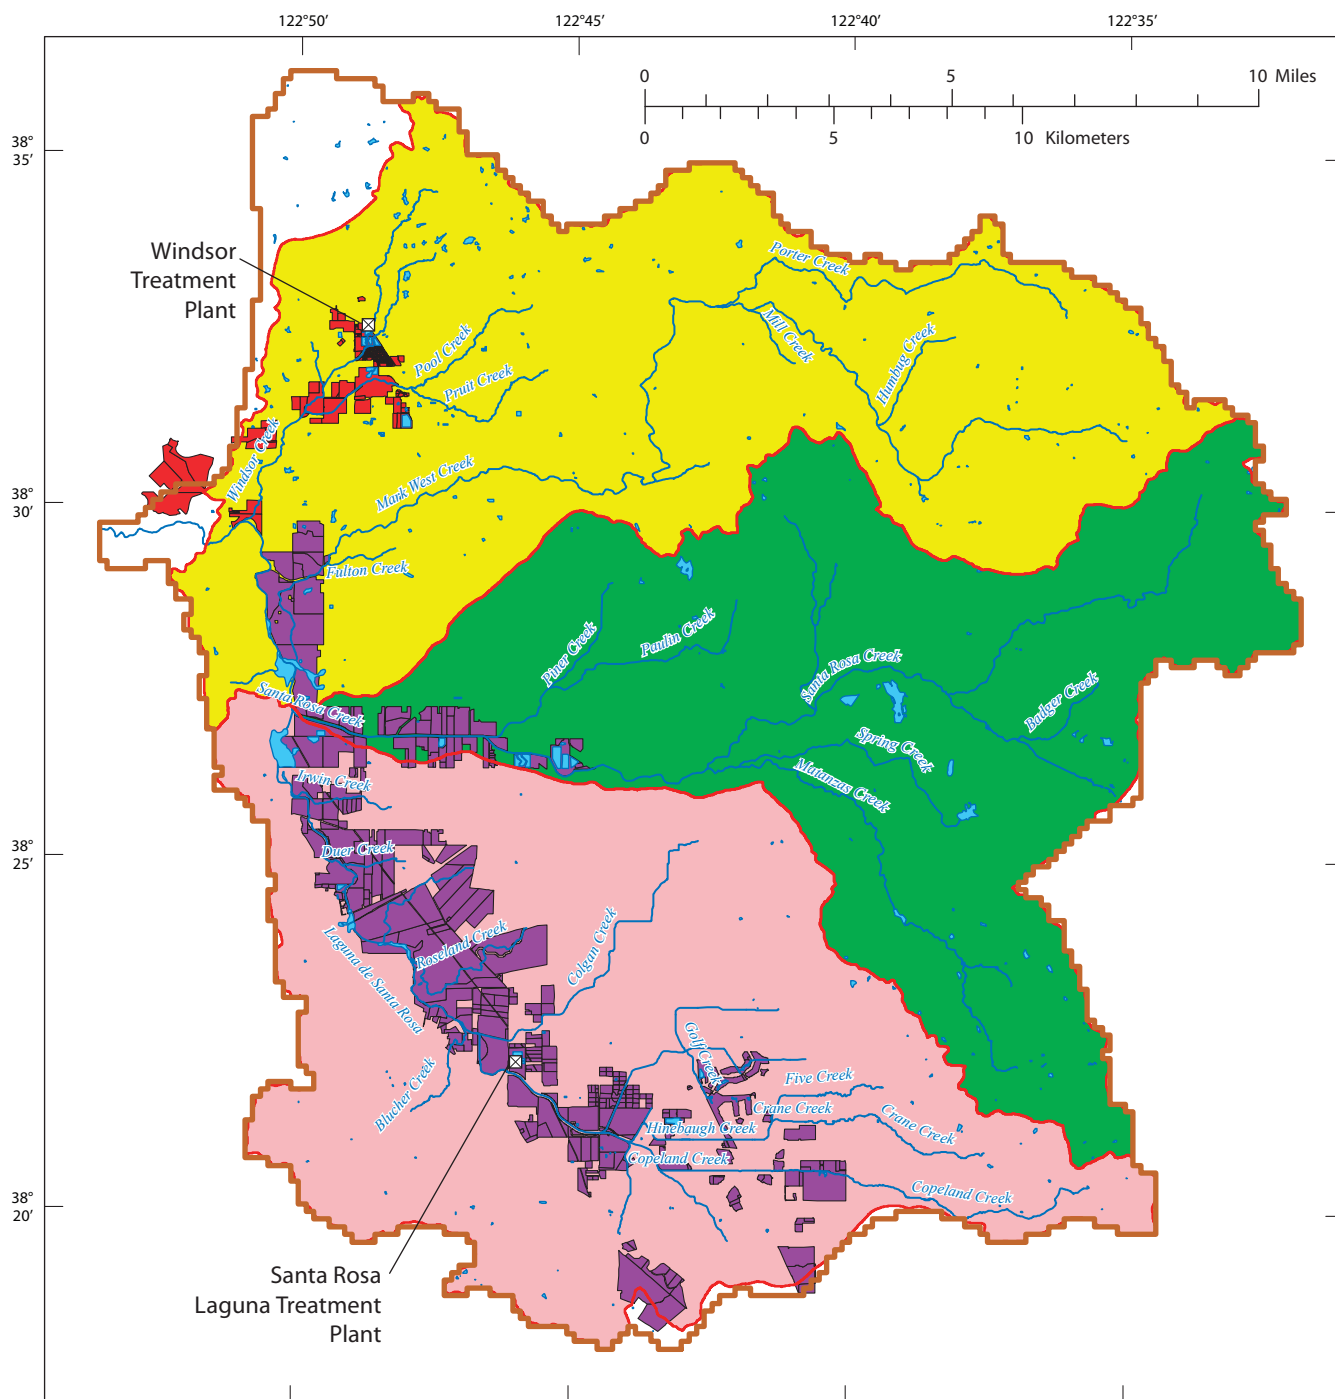 122°50′
122°45′
122°40′
122°35′
0
5
10 Miles
0
5
10 Kilometers
38°
35′
Windsor
Treatment
Plant
Porter Creek
Mill Creek
Humbug Creek
Pool Creek
Pruit Creek
Windsor Creek
Mark West Creek
38°
30′
Fulton Creek
Piner Creek
Paulin Creek
Santa Rosa Creek
Badger Creek
Santa Rosa Creek
Spring Creek
Matanzas Creek
Irwin Creek
38°
25′
Duer Creek
Laguna de Santa Rosa
Roseland Creek
Colgan Creek
Blucher Creek
Golf Creek
Five Creek
Crane Creek
Crane Creek
Hinebaugh Creek
Copeland Creek
Copeland Creek
38°
20′
Santa Rosa
Laguna Treatment
Plant